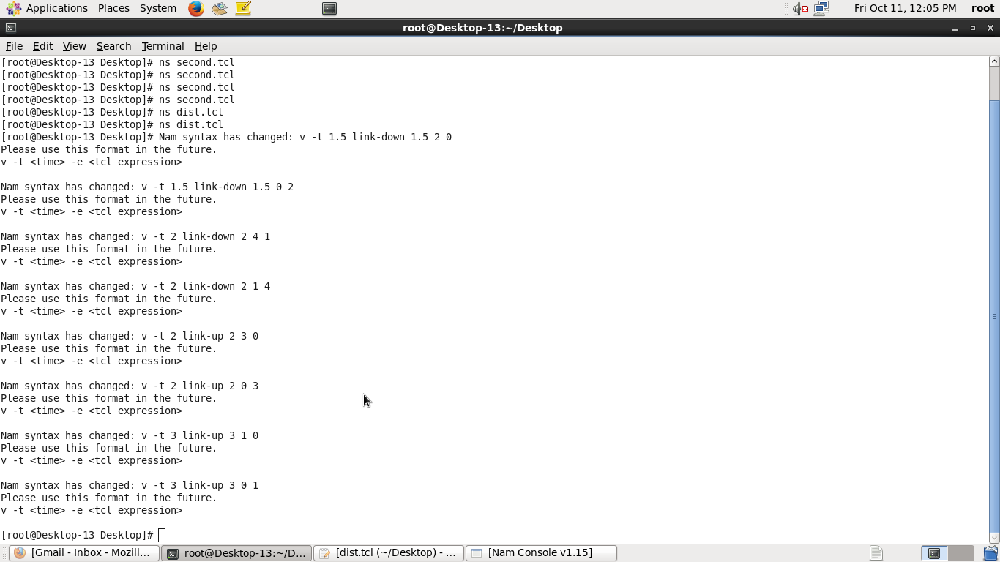 Applications Places System Fri Oct 11, 12:05 PM root
root@Desktop-13:~/Desktop
File Edit View Search Terminal Help
[root@Desktop-13 Desktop]# ns second.tcl
[root@Desktop-13 Desktop]# ns second.tcl
[root@Desktop-13 Desktop]# ns second.tcl
[root@Desktop-13 Desktop]# ns second.tcl
[root@Desktop-13 Desktop]# ns dist.tcl
[root@Desktop-13 Desktop]# ns dist.tcl
[root@Desktop-13 Desktop]# Nam syntax has changed: v -t 1.5 link-down 1.5 2 0
Please use this format in the future.
v -t <time> -e <tcl expression>
Nam syntax has changed: v -t 1.5 link-down 1.5 0 2
Please use this format in the future.
v -t <time> -e <tcl expression>
Nam syntax has changed: v -t 2 link-down 2 4 1
Please use this format in the future.
v -t <time> -e <tcl expression>
Nam syntax has changed: v -t 2 link-down 2 1 4
Please use this format in the future.
v -t <time> -e <tcl expression>
Nam syntax has changed: v -t 2 link-up 2 3 0
Please use this format in the future.
v -t <time> -e <tcl expression>
Nam syntax has changed: v -t 2 link-up 2 0 3
Please use this format in the future.
v -t <time> -e <tcl expression>
Nam syntax has changed: v -t 3 link-up 3 1 0
Please use this format in the future.
v -t <time> -e <tcl expression>
Nam syntax has changed: v -t 3 link-up 3 0 1
Please use this format in the future.
v -t <time> -e <tcl expression>
[root@Desktop-13 Desktop]#
[Gmail - Inbox - Mozill... root@Desktop-13:~/D... [dist.tcl (~/Desktop) - ... [Nam Console v1.15]